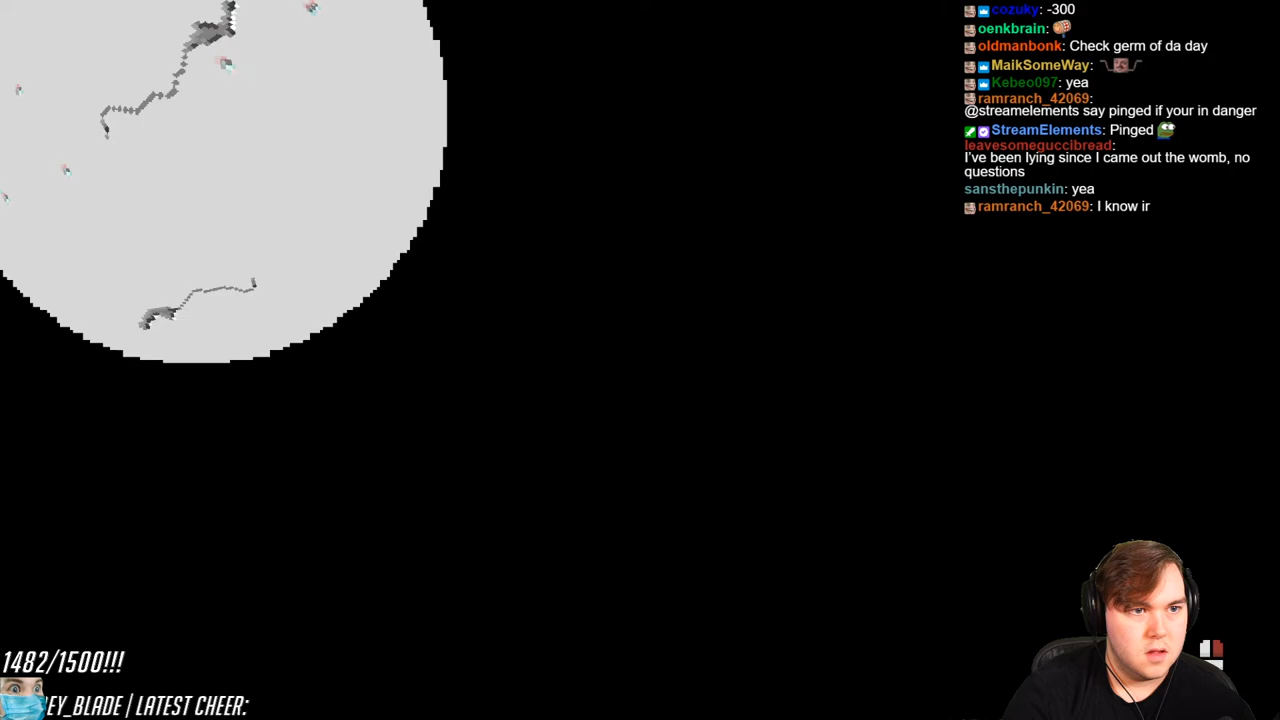 cozuky: -300
oenkbrain:
oldmanbonk: Check germ of da day
MaikSomeWay:
Kebeo097: yea
ramranch_42069:
@streamelements say pinged if your in danger
StreamElements: Pinged
leavesomeguccibread:
I've been lying since I came out the womb, no
questions
sansthepunkin: yea
ramranch_42069: I know ir
1482/1500!!!
EY_BLADE | LATEST CHEER: